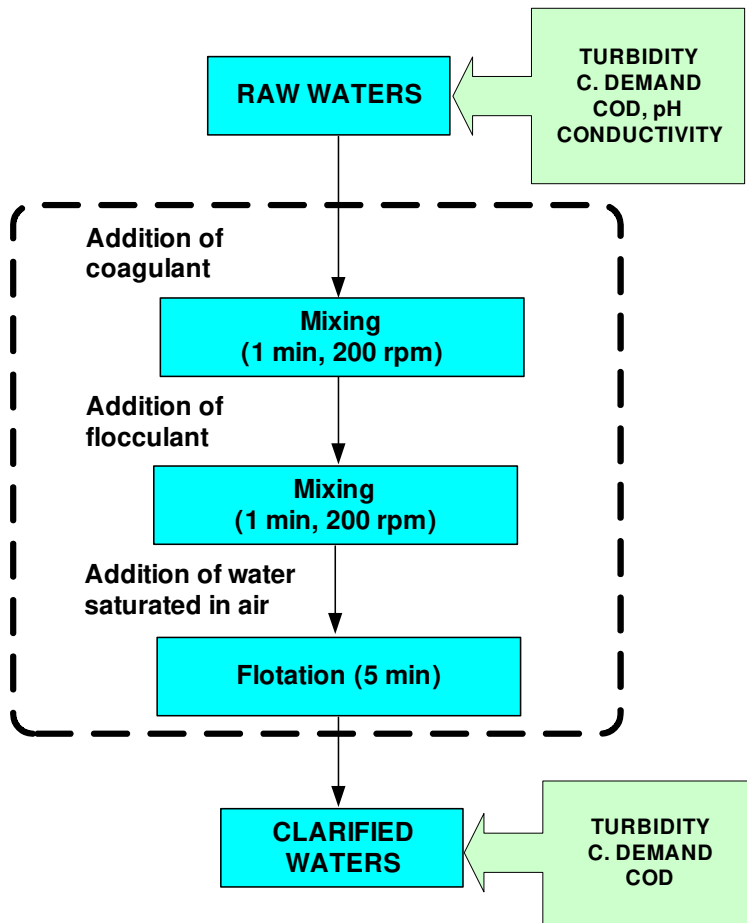 RAW WATERS
TURBIDITY
C. DEMAND
COD, pH
CONDUCTIVITY
Addition of
coagulant
Mixing
(1 min, 200 rpm)
Addition of
flocculant
Mixing
(1 min, 200 rpm)
Addition of water
saturated in air
Flotation (5 min)
CLARIFIED
WATERS
TURBIDITY
C. DEMAND
COD